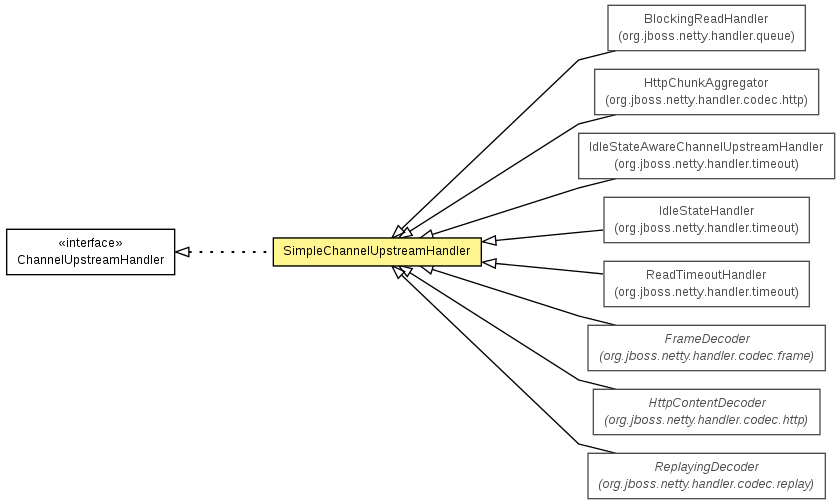 BlockingReadHandler
(org.jboss.netty.handler.queue)
HttpChunkAggregator
(org.jboss.netty.handler.codec.http)
IdleStateAwareChannelUpstreamHandler
(org.jboss.netty.handler.timeout)
IdleStateHandler
(org.jboss.netty.handler.timeout)
«interface»
ChannelUpstreamHandler
SimpleChannelUpstreamHandler
ReadTimeoutHandler
(org.jboss.netty.handler.timeout)
FrameDecoder
(org.jboss.netty.handler.codec.frame)
HttpContentDecoder
(org.jboss.netty.handler.codec.http)
ReplayingDecoder
(org.jboss.netty.handler.codec.replay)